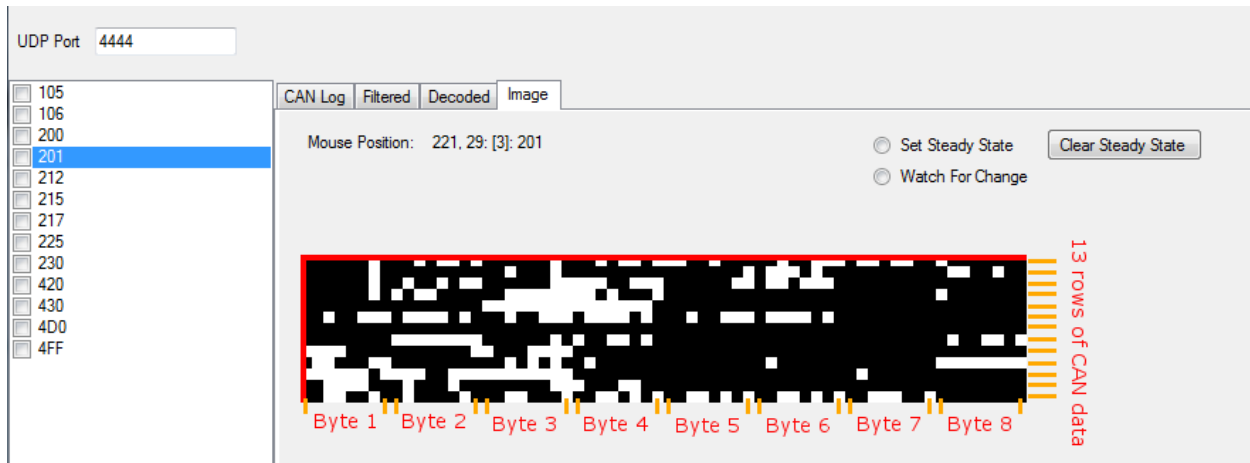 UDP Port 4444
105
106
200
201
212
215
217
225
230
420
430
4D0
4FF
CAN Log Filtered Decoded Image
Mouse Position: 221, 29: [3]: 201
Set Steady State Clear Steady State
Watch For Change
13 rows of CAN data
Byte 1 Byte 2 Byte 3 Byte 4 Byte 5 Byte 6 Byte 7 Byte 8